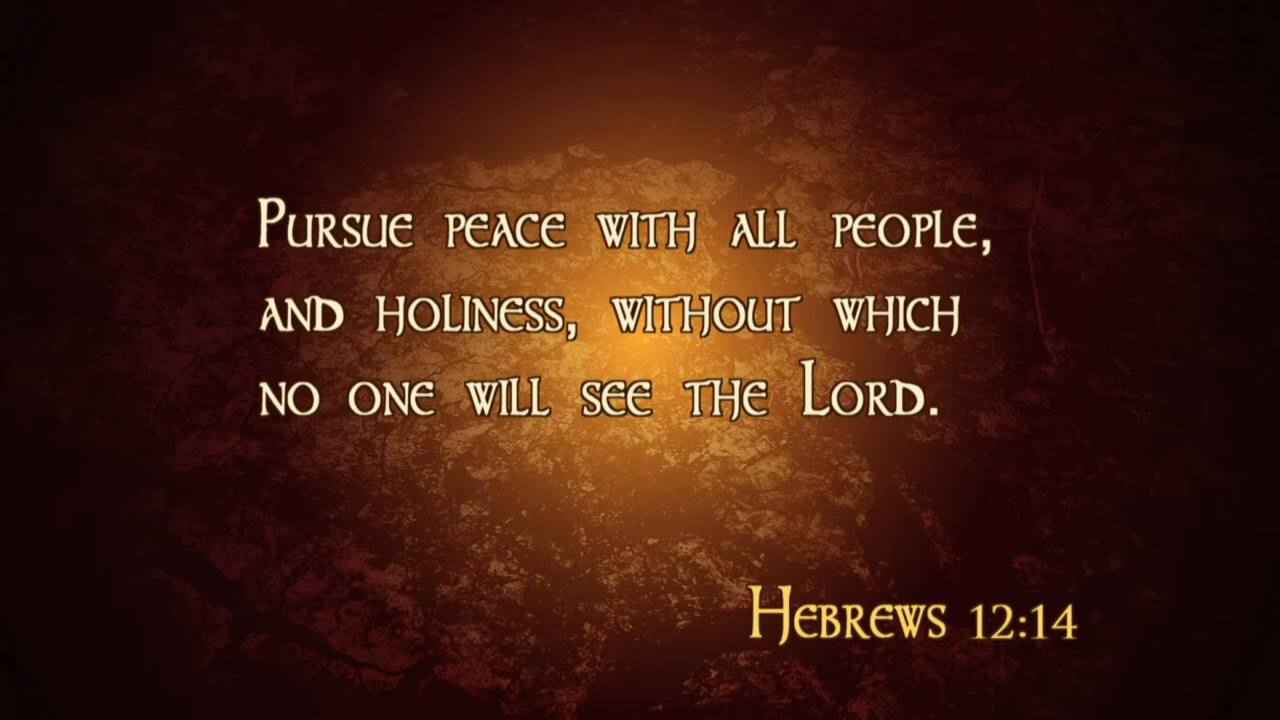 Pursue peace with all people,
and holiness, without which
no one will see the Lord.
Hebrews 12:14